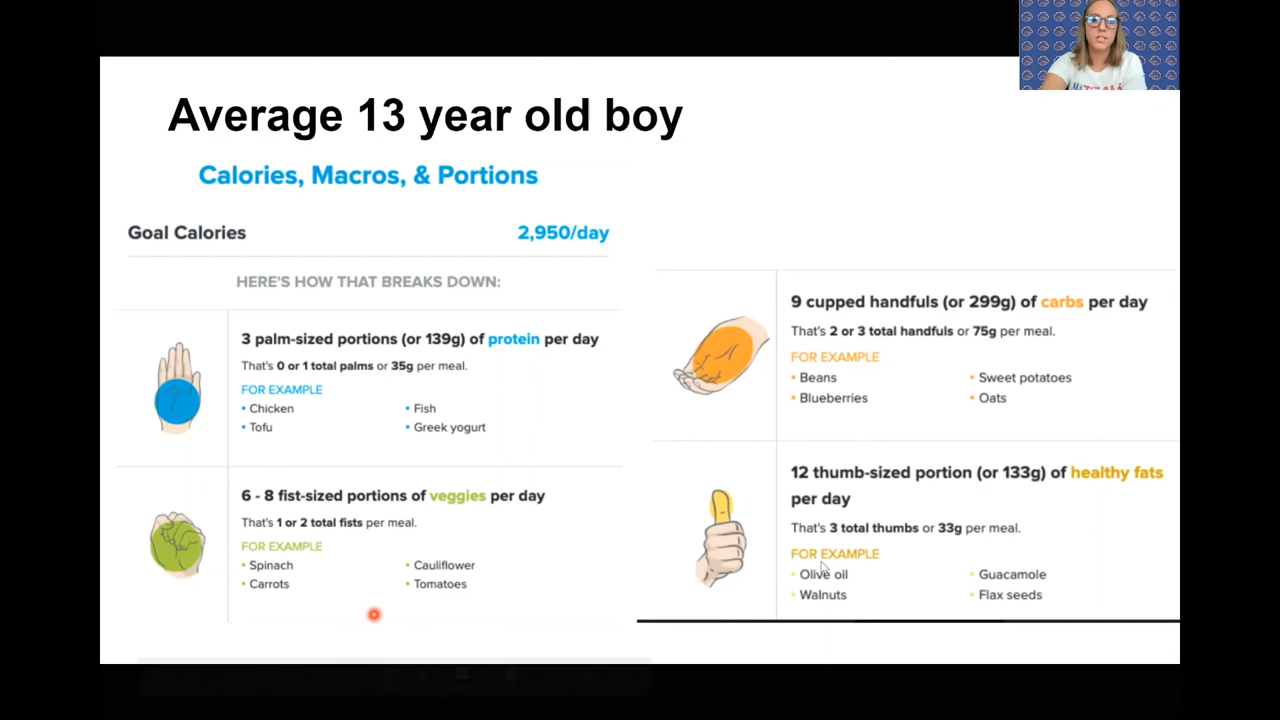 Average 13 year old boy
Calories, Macros, & Portions
Goal Calories 2,950/day
HERE'S HOW THAT BREAKS DOWN:
3 palm-sized portions (or 139g) of protein per day
That's 0 or 1 total palms or 35g per meal.
FOR EXAMPLE
• Chicken • Fish
• Tofu • Greek yogurt
6 - 8 fist-sized portions of veggies per day
That's 1 or 2 total fists per meal.
FOR EXAMPLE
• Spinach • Cauliflower
• Carrots • Tomatoes
9 cupped handfuls (or 299g) of carbs per day
That's 2 or 3 total handfuls or 75g per meal.
FOR EXAMPLE
• Beans • Sweet potatoes
• Blueberries • Oats
12 thumb-sized portion (or 133g) of healthy fats
per day
That's 3 total thumbs or 33g per meal.
FOR EXAMPLE
• Olive oil • Guacamole
• Walnuts • Flax seeds